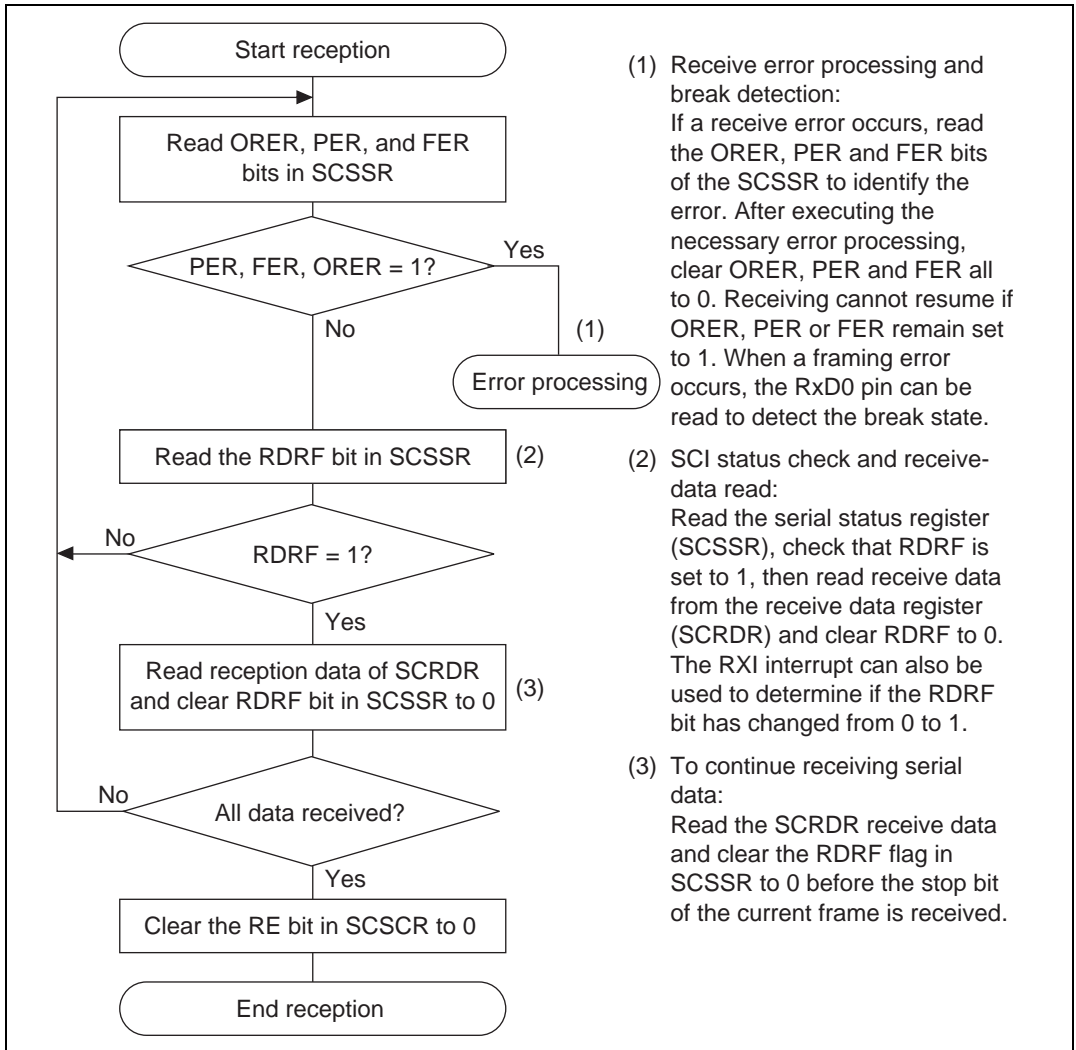 Start reception
Read ORER, PER, and FER
bits in SCSSR
PER, FER, ORER = 1?
Yes
No
(1)
Error processing
Read the RDRF bit in SCSSR
(2)
No
RDRF = 1?
Yes
Read reception data of SCRDR
and clear RDRF bit in SCSSR to 0
(3)
No
All data received?
Yes
Clear the RE bit in SCSCR to 0
End reception
(1) Receive error processing and
break detection:
If a receive error occurs, read
the ORER, PER and FER bits
of the SCSSR to identify the
error. After executing the
necessary error processing,
clear ORER, PER and FER all
to 0. Receiving cannot resume if
ORER, PER or FER remain set
to 1. When a framing error
occurs, the RxD0 pin can be
read to detect the break state.
(2) SCI status check and receive-
data read:
Read the serial status register
(SCSSR), check that RDRF is
set to 1, then read receive data
from the receive data register
(SCRDR) and clear RDRF to 0.
The RXI interrupt can also be
used to determine if the RDRF
bit has changed from 0 to 1.
(3) To continue receiving serial
data:
Read the SCRDR receive data
and clear the RDRF flag in
SCSSR to 0 before the stop bit
of the current frame is received.